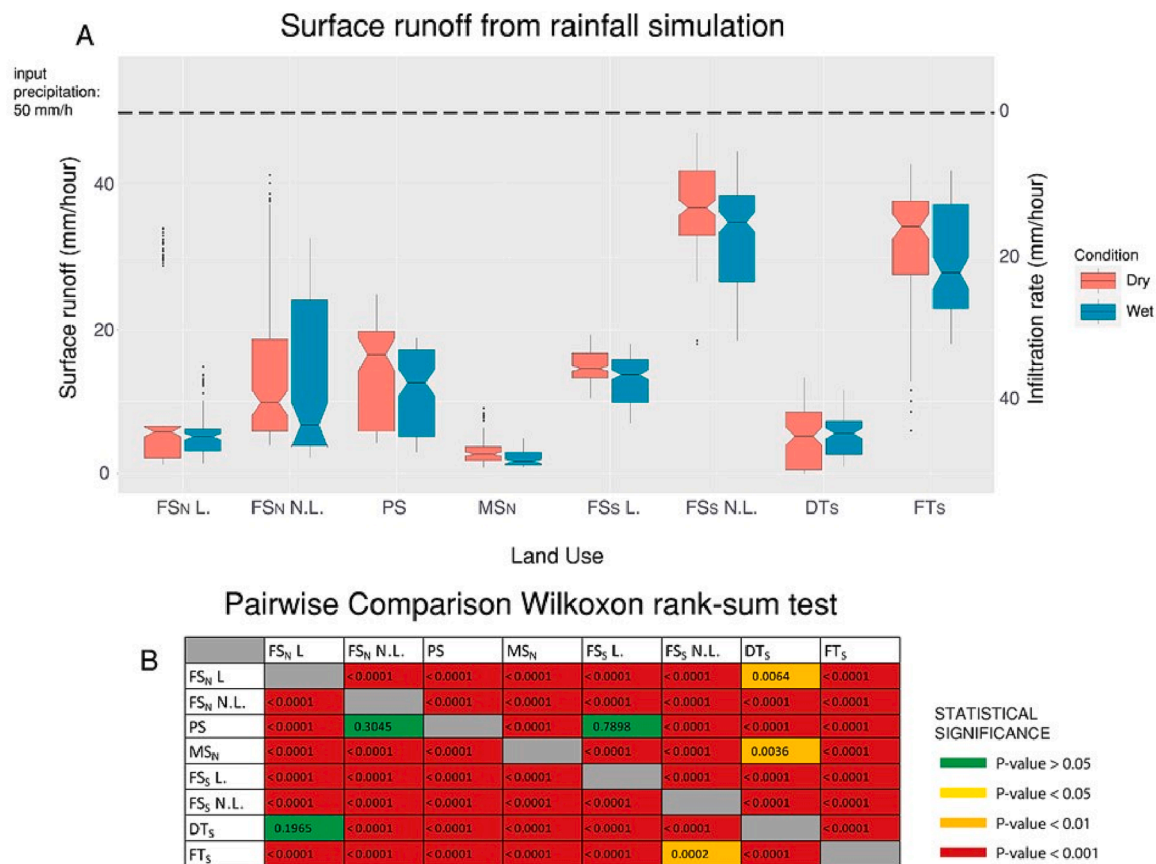 A
Surface runoff from rainfall simulation
input
precipitation:
50 mm/h
Surface runoff (mm/hour)
40
20
0
0
20
40
Infiltration rate (mm/hour)
Condition
Dry
Wet
FSN L. FSN N.L. PS MSN FSS L. FSS N.L. DTS FTS
Land Use
Pairwise Comparison Wilkoxon rank-sum test
B
FSS L FSN N.L. PS MSN FSS L. FSS N.L. DTS FTS
FSN L <0.0001 <0.0001 <0.0001 <0.0001 <0.0001 0.0064 <0.0001
FSN N.L. <0.0001 <0.0001 <0.0001 <0.0001 <0.0001 <0.0001 <0.0001
PS <0.0001 0.3045 <0.0001 0.7898 <0.0001 <0.0001 <0.0001
MSN <0.0001 <0.0001 <0.0001 <0.0001 <0.0001 0.0036 <0.0001
FSS L. <0.0001 <0.0001 <0.0001 <0.0001 <0.0001 <0.0001 <0.0001
FSS N.L. <0.0001 <0.0001 <0.0001 <0.0001 <0.0001 <0.0001 <0.0001
DTS 0.1965 <0.0001 <0.0001 <0.0001 <0.0001 <0.0001 <0.0001
FTS <0.0001 <0.0001 <0.0001 <0.0001 <0.0001 0.0002 <0.0001
STATISTICAL
SIGNIFICANCE
P-value > 0.05
P-value < 0.05
P-value < 0.01
P-value < 0.001